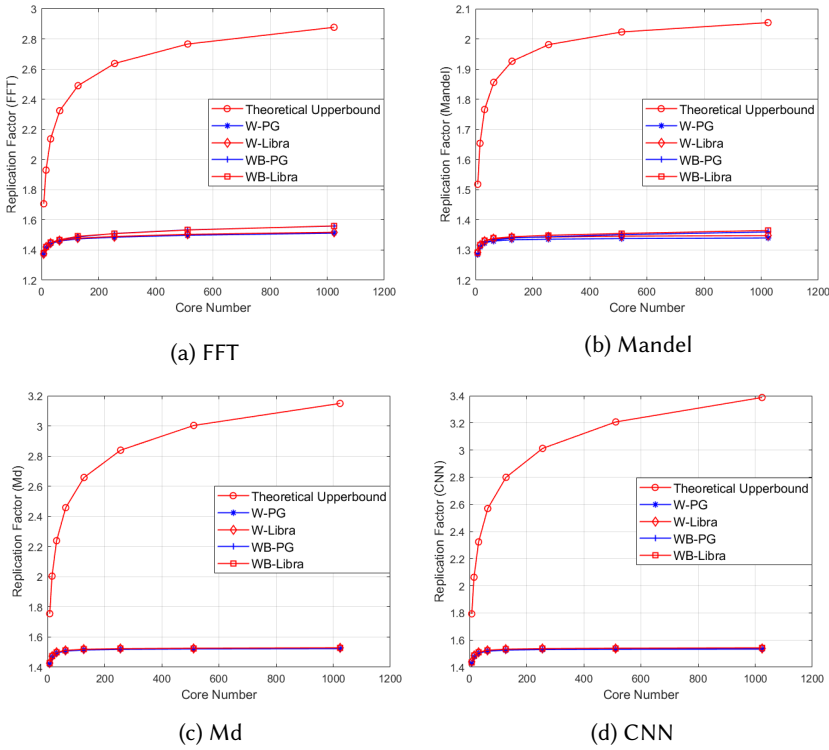 3
2.8
2.6
2.4
2.2
2
1.8
1.6
1.4
1.2
0 200 400 600 800 1000 1200
Replication Factor (FFT)
Core Number
Theoretical Upperbound
W-PG
W-Libra
WB-PG
WB-Libra
(a) FFT
2.1
2
1.9
1.8
1.7
1.6
1.5
1.4
1.3
1.2
0 200 400 600 800 1000 1200
Replication Factor (Mandel)
Core Number
Theoretical Upperbound
W-PG
W-Libra
WB-PG
WB-Libra
(b) Mandel
3.2
3
2.8
2.6
2.4
2.2
2
1.8
1.6
1.4
0 200 400 600 800 1000 1200
Replication Factor (Md)
Core Number
Theoretical Upperbound
W-PG
W-Libra
WB-PG
WB-Libra
(c) Md
3.4
3.2
3
2.8
2.6
2.4
2.2
2
1.8
1.6
1.4
0 200 400 600 800 1000 1200
Replication Factor (CNN)
Core Number
Theoretical Upperbound
W-PG
W-Libra
WB-PG
WB-Libra
(d) CNN